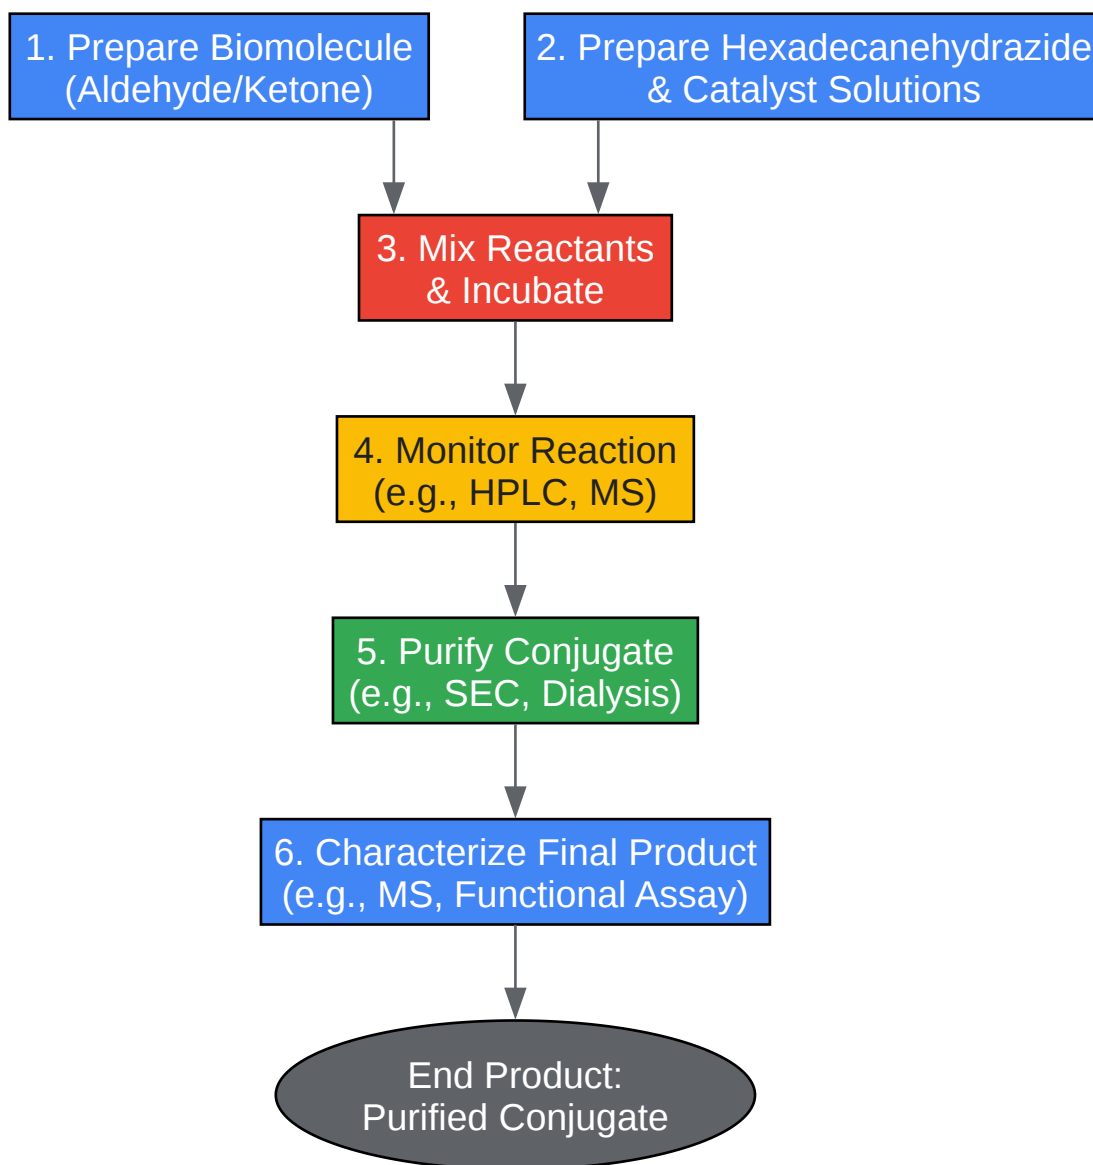 1. Prepare Biomolecule
(Aldehyde/Ketone)
2. Prepare Hexadecanehydrazide
& Catalyst Solutions
3. Mix Reactants
& Incubate
4. Monitor Reaction
(e.g., HPLC, MS)
5. Purify Conjugate
(e.g., SEC, Dialysis)
6. Characterize Final Product
(e.g., MS, Functional Assay)
End Product:
Purified Conjugate